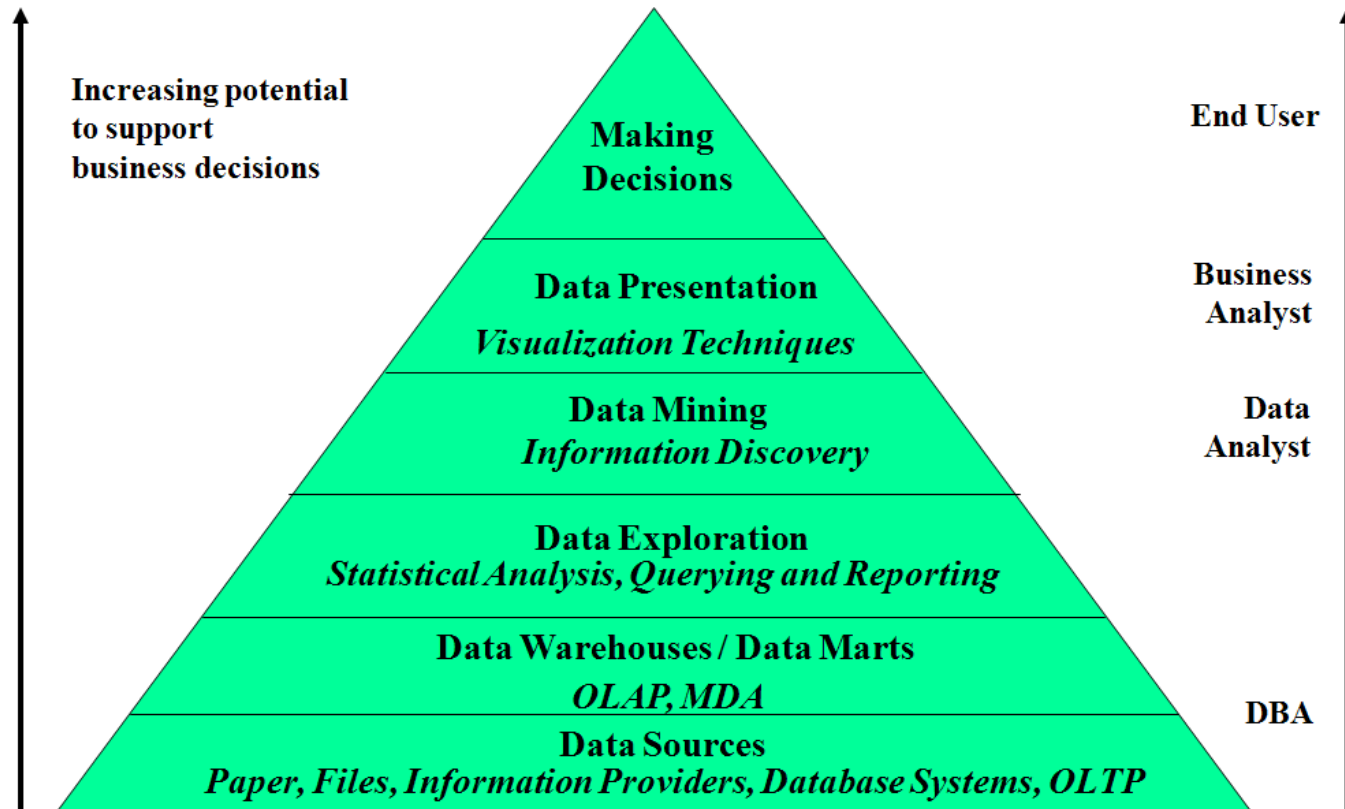 Increasing potential
to support
business decisions
Making
Decisions
End User
Data Presentation
Visualization Techniques
Business
Analyst
Data Mining
Information Discovery
Data
Analyst
Data Exploration
Statistical Analysis, Querying and Reporting
Data Warehouses / Data Marts
OLAP, MDA
DBA
Data Sources
Paper, Files, Information Providers, Database Systems, OLTP